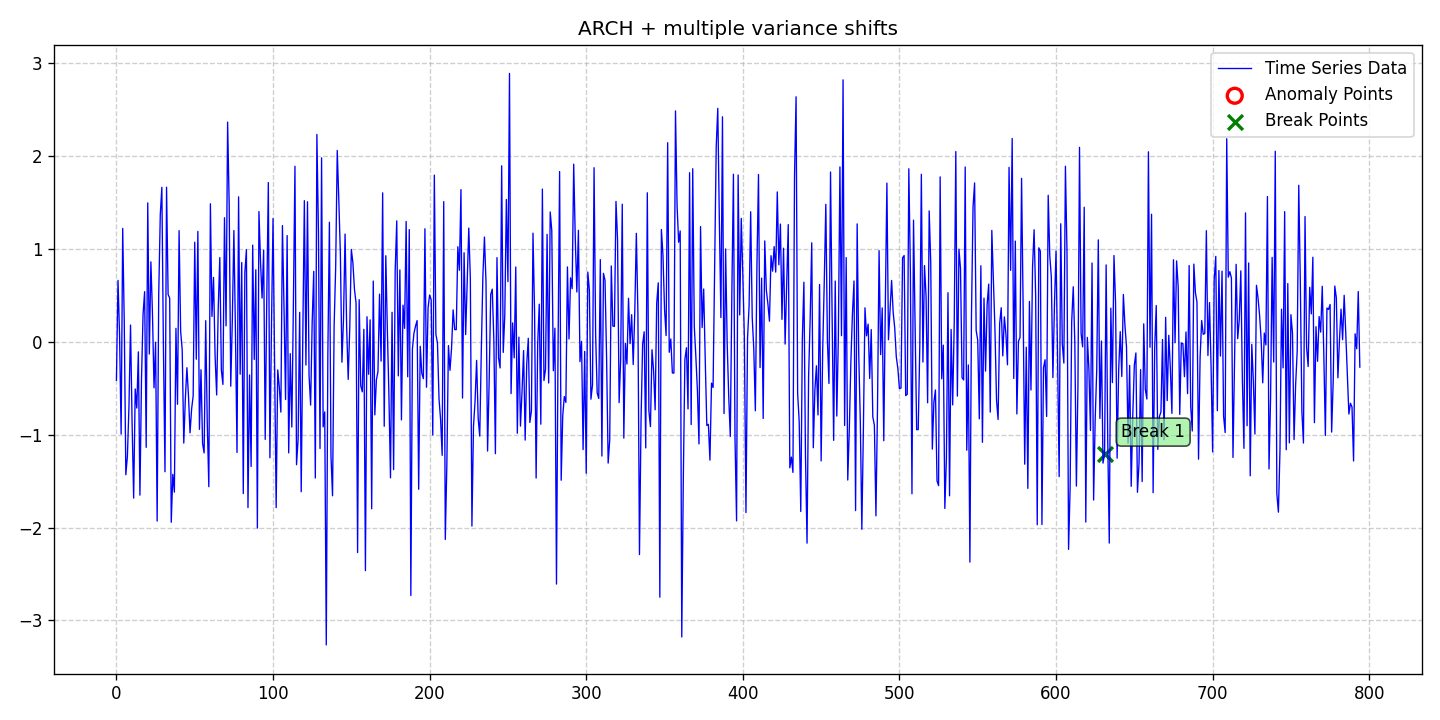 ARCH + multiple variance shifts
Time Series Data
Anomaly Points
Break Points
3
2
1
0
−1
−2
−3
Break 1
0 100 200 300 400 500 600 700 800